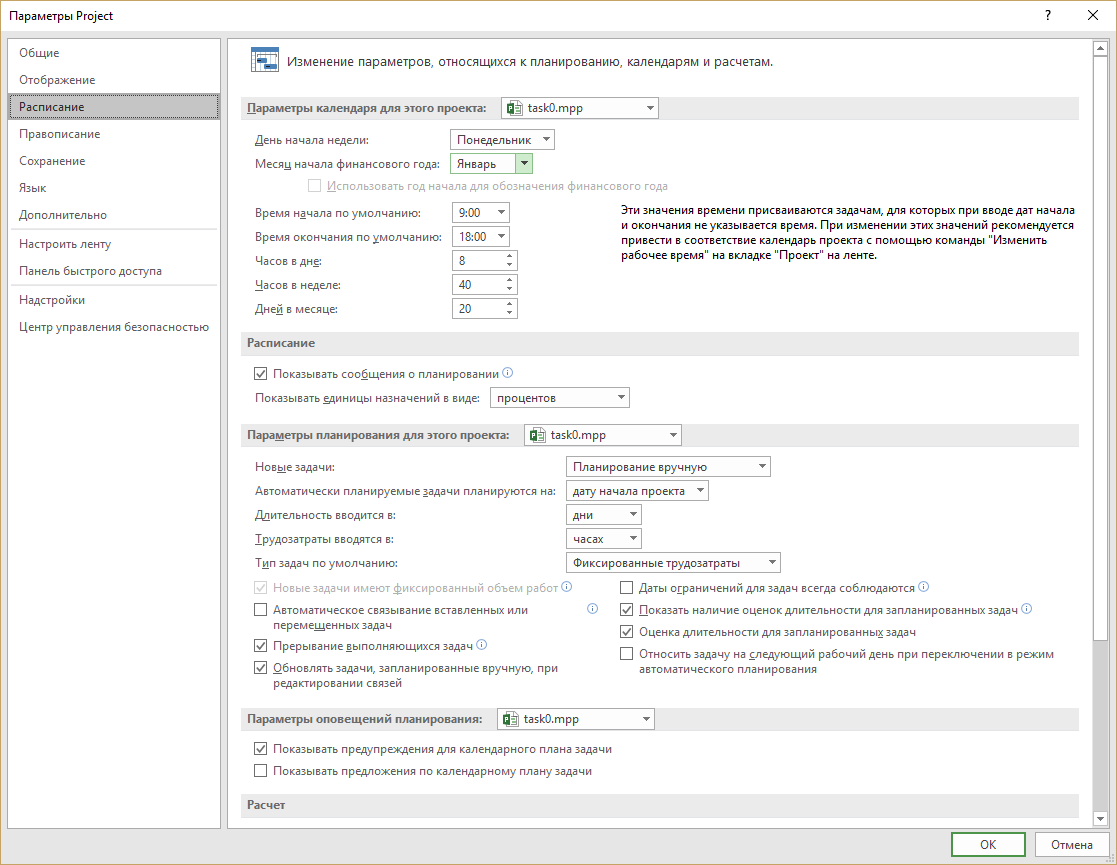 Параметры Project
?
Общие
Отображение
Расписание
Правописание
Сохранение
Язык
Дополнительно
Настроить ленту
Панель быстрого доступа
Надстройки
Центр управления безопасностью
Изменение параметров, относящихся к планированию, календарям и расчетам.
Параметры календаря для этого проекта: task0.mpp
День начала недели: Понедельник
Месяц начала финансового года: Январь
Использовать год начала для обозначения финансового года
Время начала по умолчанию: 9:00
Время окончания по умолчанию: 18:00
Часов в дне: 8
Часов в неделе: 40
Дней в месяце: 20
Эти значения времени присваиваются задачам, для которых при вводе дат начала
и окончания не указывается время. При изменении этих значений рекомендуется
привести в соответствие календарь проекта с помощью команды "Изменить
рабочее время" на вкладке "Проект" на ленте.
Расписание
Показывать сообщения о планировании
Показывать единицы назначений в виде: процентов
Параметры планирования для этого проекта: task0.mpp
Новые задачи: Планирование вручную
Автоматически планируемые задачи планируются на: дату начала проекта
Длительность вводится в: дни
Трудозатраты вводятся в: часах
Тип задач по умолчанию: Фиксированные трудозатраты
Новые задачи имеют фиксированный объем работ
Автоматическое связывание вставленных или
перемещенных задач
Прерывание выполняющихся задач
Обновлять задачи, запланированные вручную, при
редактировании связей
Даты ограничений для задач всегда соблюдаются
Показать наличие оценок длительности для запланированных задач
Оценка длительности для запланированных задач
Относить задачу на следующий рабочий день при переключении в режим
автоматического планирования
Параметры оповещений планирования: task0.mpp
Показывать предупреждения для календарного плана задачи
Показывать предложения по календарному плану задачи
Расчет
ОК
Отмена